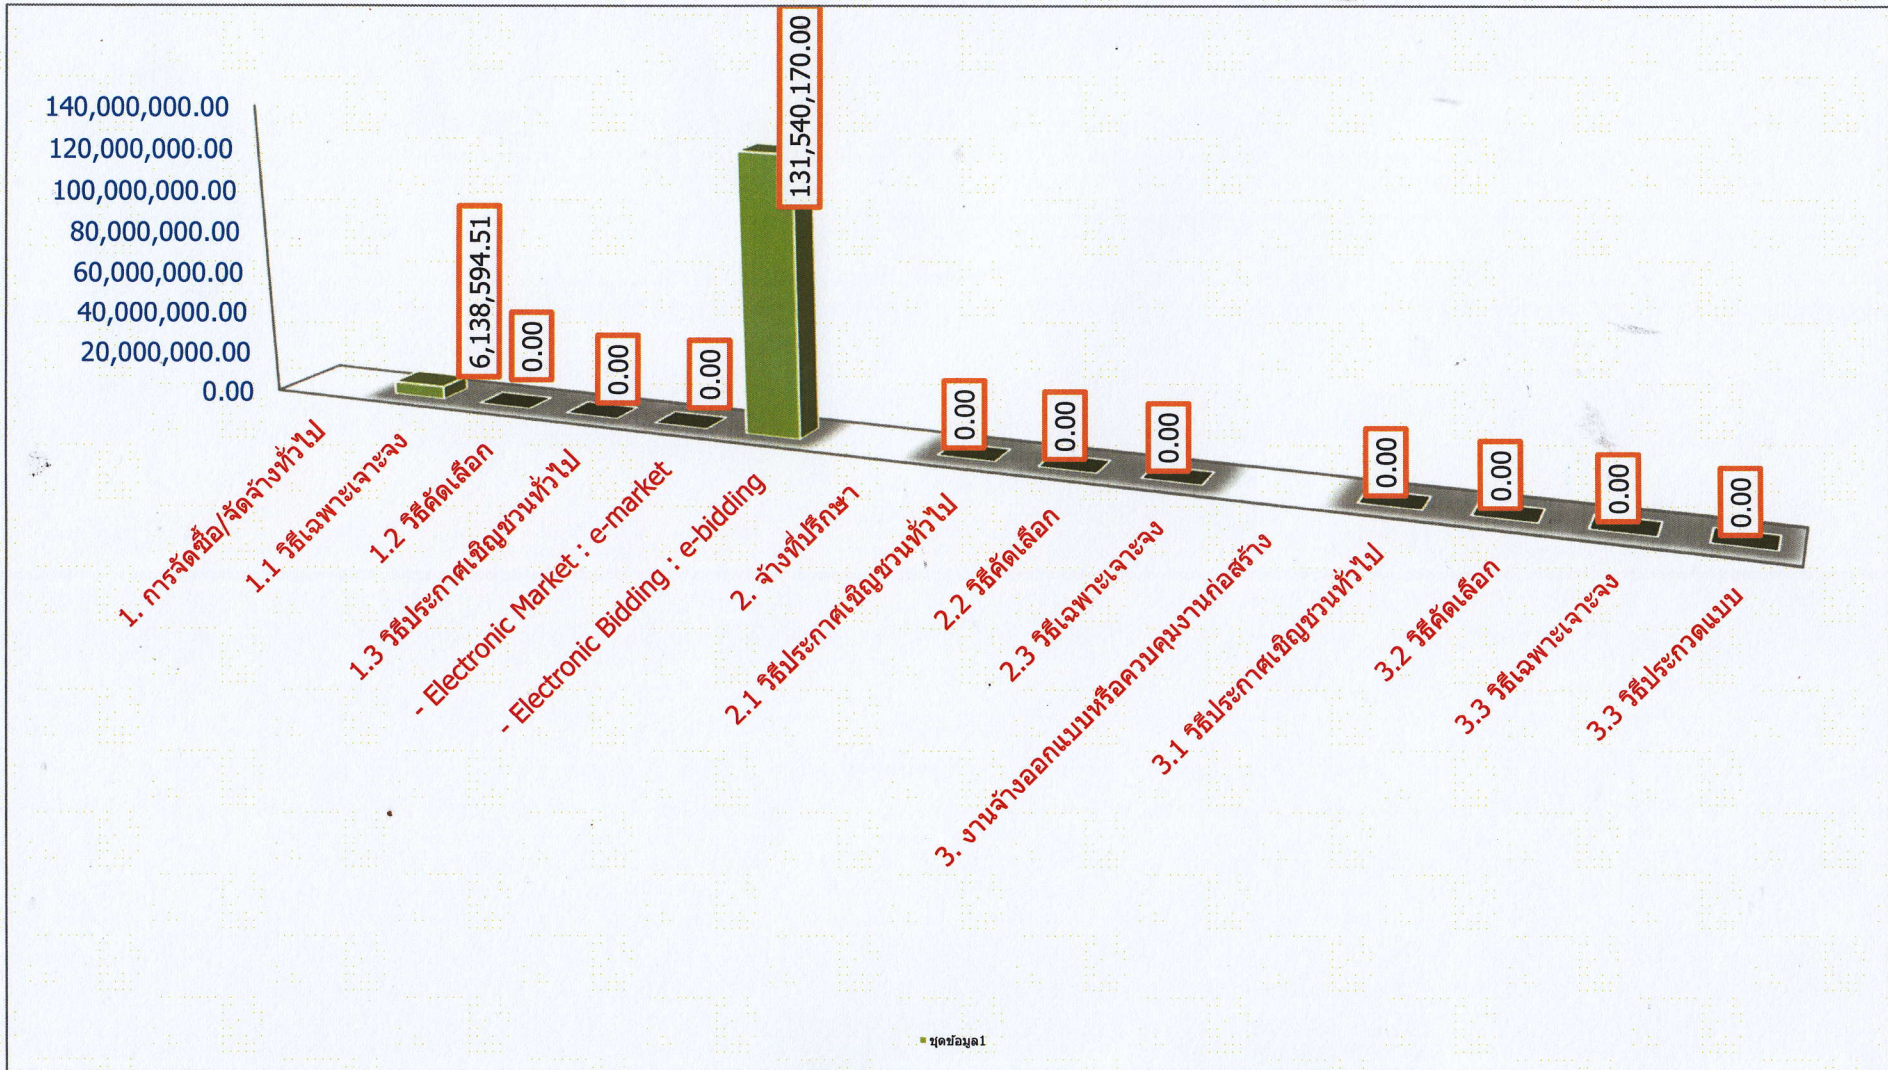 140,000,000.00
120,000,000.00
100,000,000.00
80,000,000.00
60,000,000.00
40,000,000.00
20,000,000.00
0.00
6,138,594.51
0.00
0.00
0.00
131,540,170.00
0.00
0.00
0.00
0.00
0.00
0.00
0.00
1. การจัดซื้อ/จัดจ้างทั่วไป
1.1 วิธีเฉพาะเจาะจง
1.2 วิธีคัดเลือก
1.3 วิธีประกาศเชิญชวนทั่วไป
- Electronic Market : e-market
- Electronic Bidding : e-bidding
2. จ้างที่ปรึกษา
2.1 วิธีประกาศเชิญชวนทั่วไป
2.2 วิธีคัดเลือก
2.3 วิธีเฉพาะเจาะจง
3. งานจ้างออกแบบหรือควบคุมงานก่อสร้าง
3.1 วิธีประกาศเชิญชวนทั่วไป
3.2 วิธีคัดเลือก
3.3 วิธีเฉพาะเจาะจง
3.3 วิธีประกวดแบบ
ชุดข้อมูล1